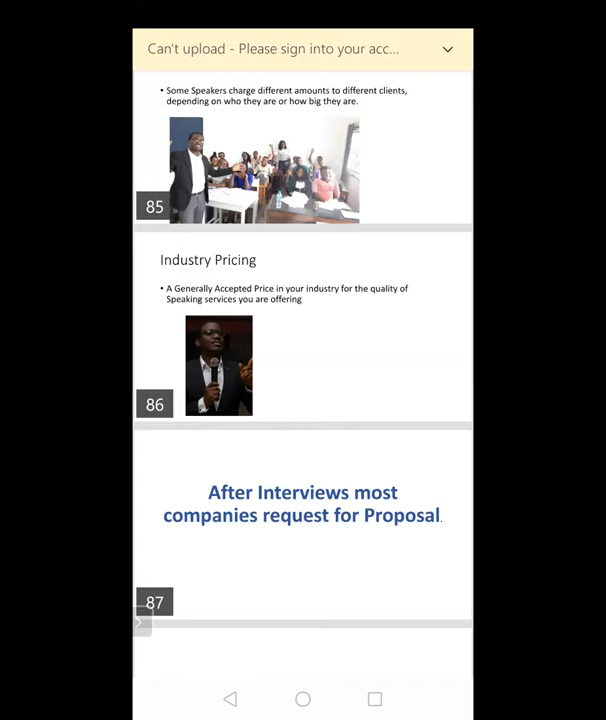 Can't upload - Please sign into your acc...
• Some Speakers charge different amounts to different clients,
depending on who they are or how big they are.
85
Industry Pricing
• A Generally Accepted Price in your industry for the quality of
Speaking services you are offering
86
After Interviews most
companies request for Proposal.
87